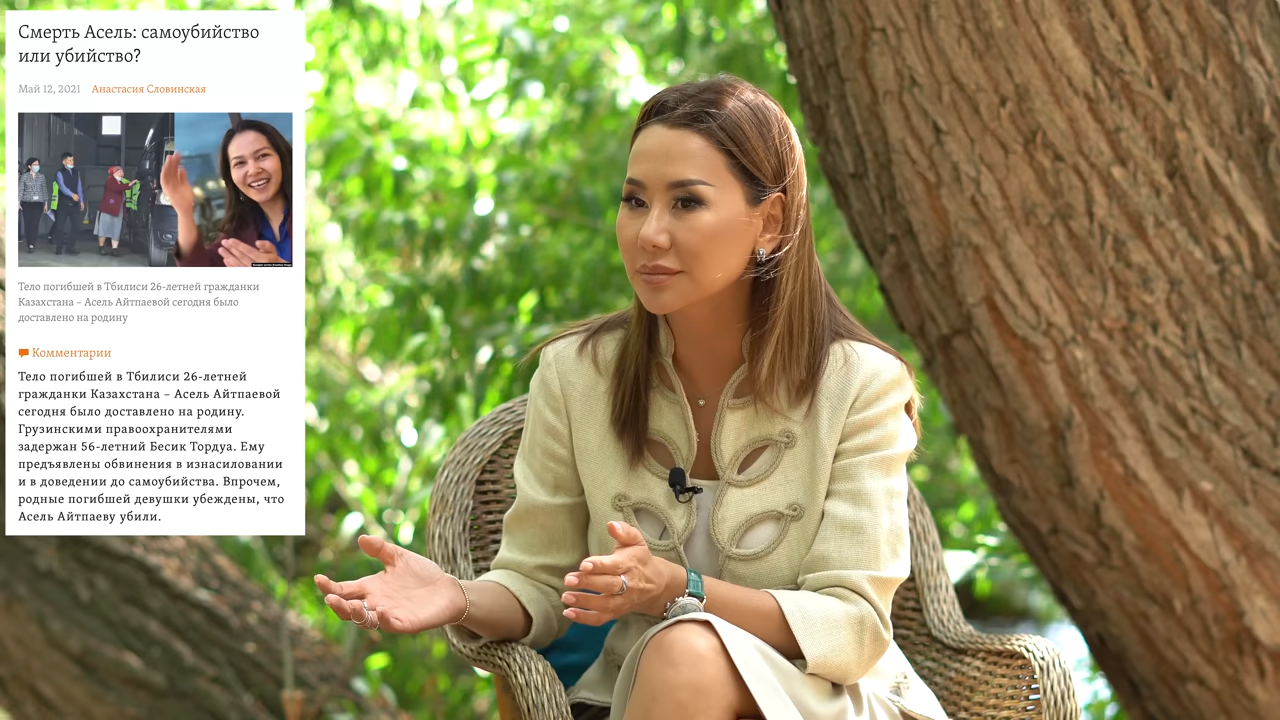 Смерть Асель: самоубийство
или убийство?
Май 12, 2021 Анастасия Словинская
Тело погибшей в Тбилиси 26-летней гражданки
Казахстана – Асель Айтпаевой сегодня было
доставлено на родину
Комментарии
Тело погибшей в Тбилиси 26-летней
гражданки Казахстана – Асель Айтпаевой
сегодня было доставлено на родину.
Грузинскими правоохранителями
задержан 56-летний Бесик Тордуа. Ему
предъявлены обвинения в изнасиловании
и в доведении до самоубийства. Впрочем,
родные погибшей девушки убеждены, что
Асель Айтпаеву убили.